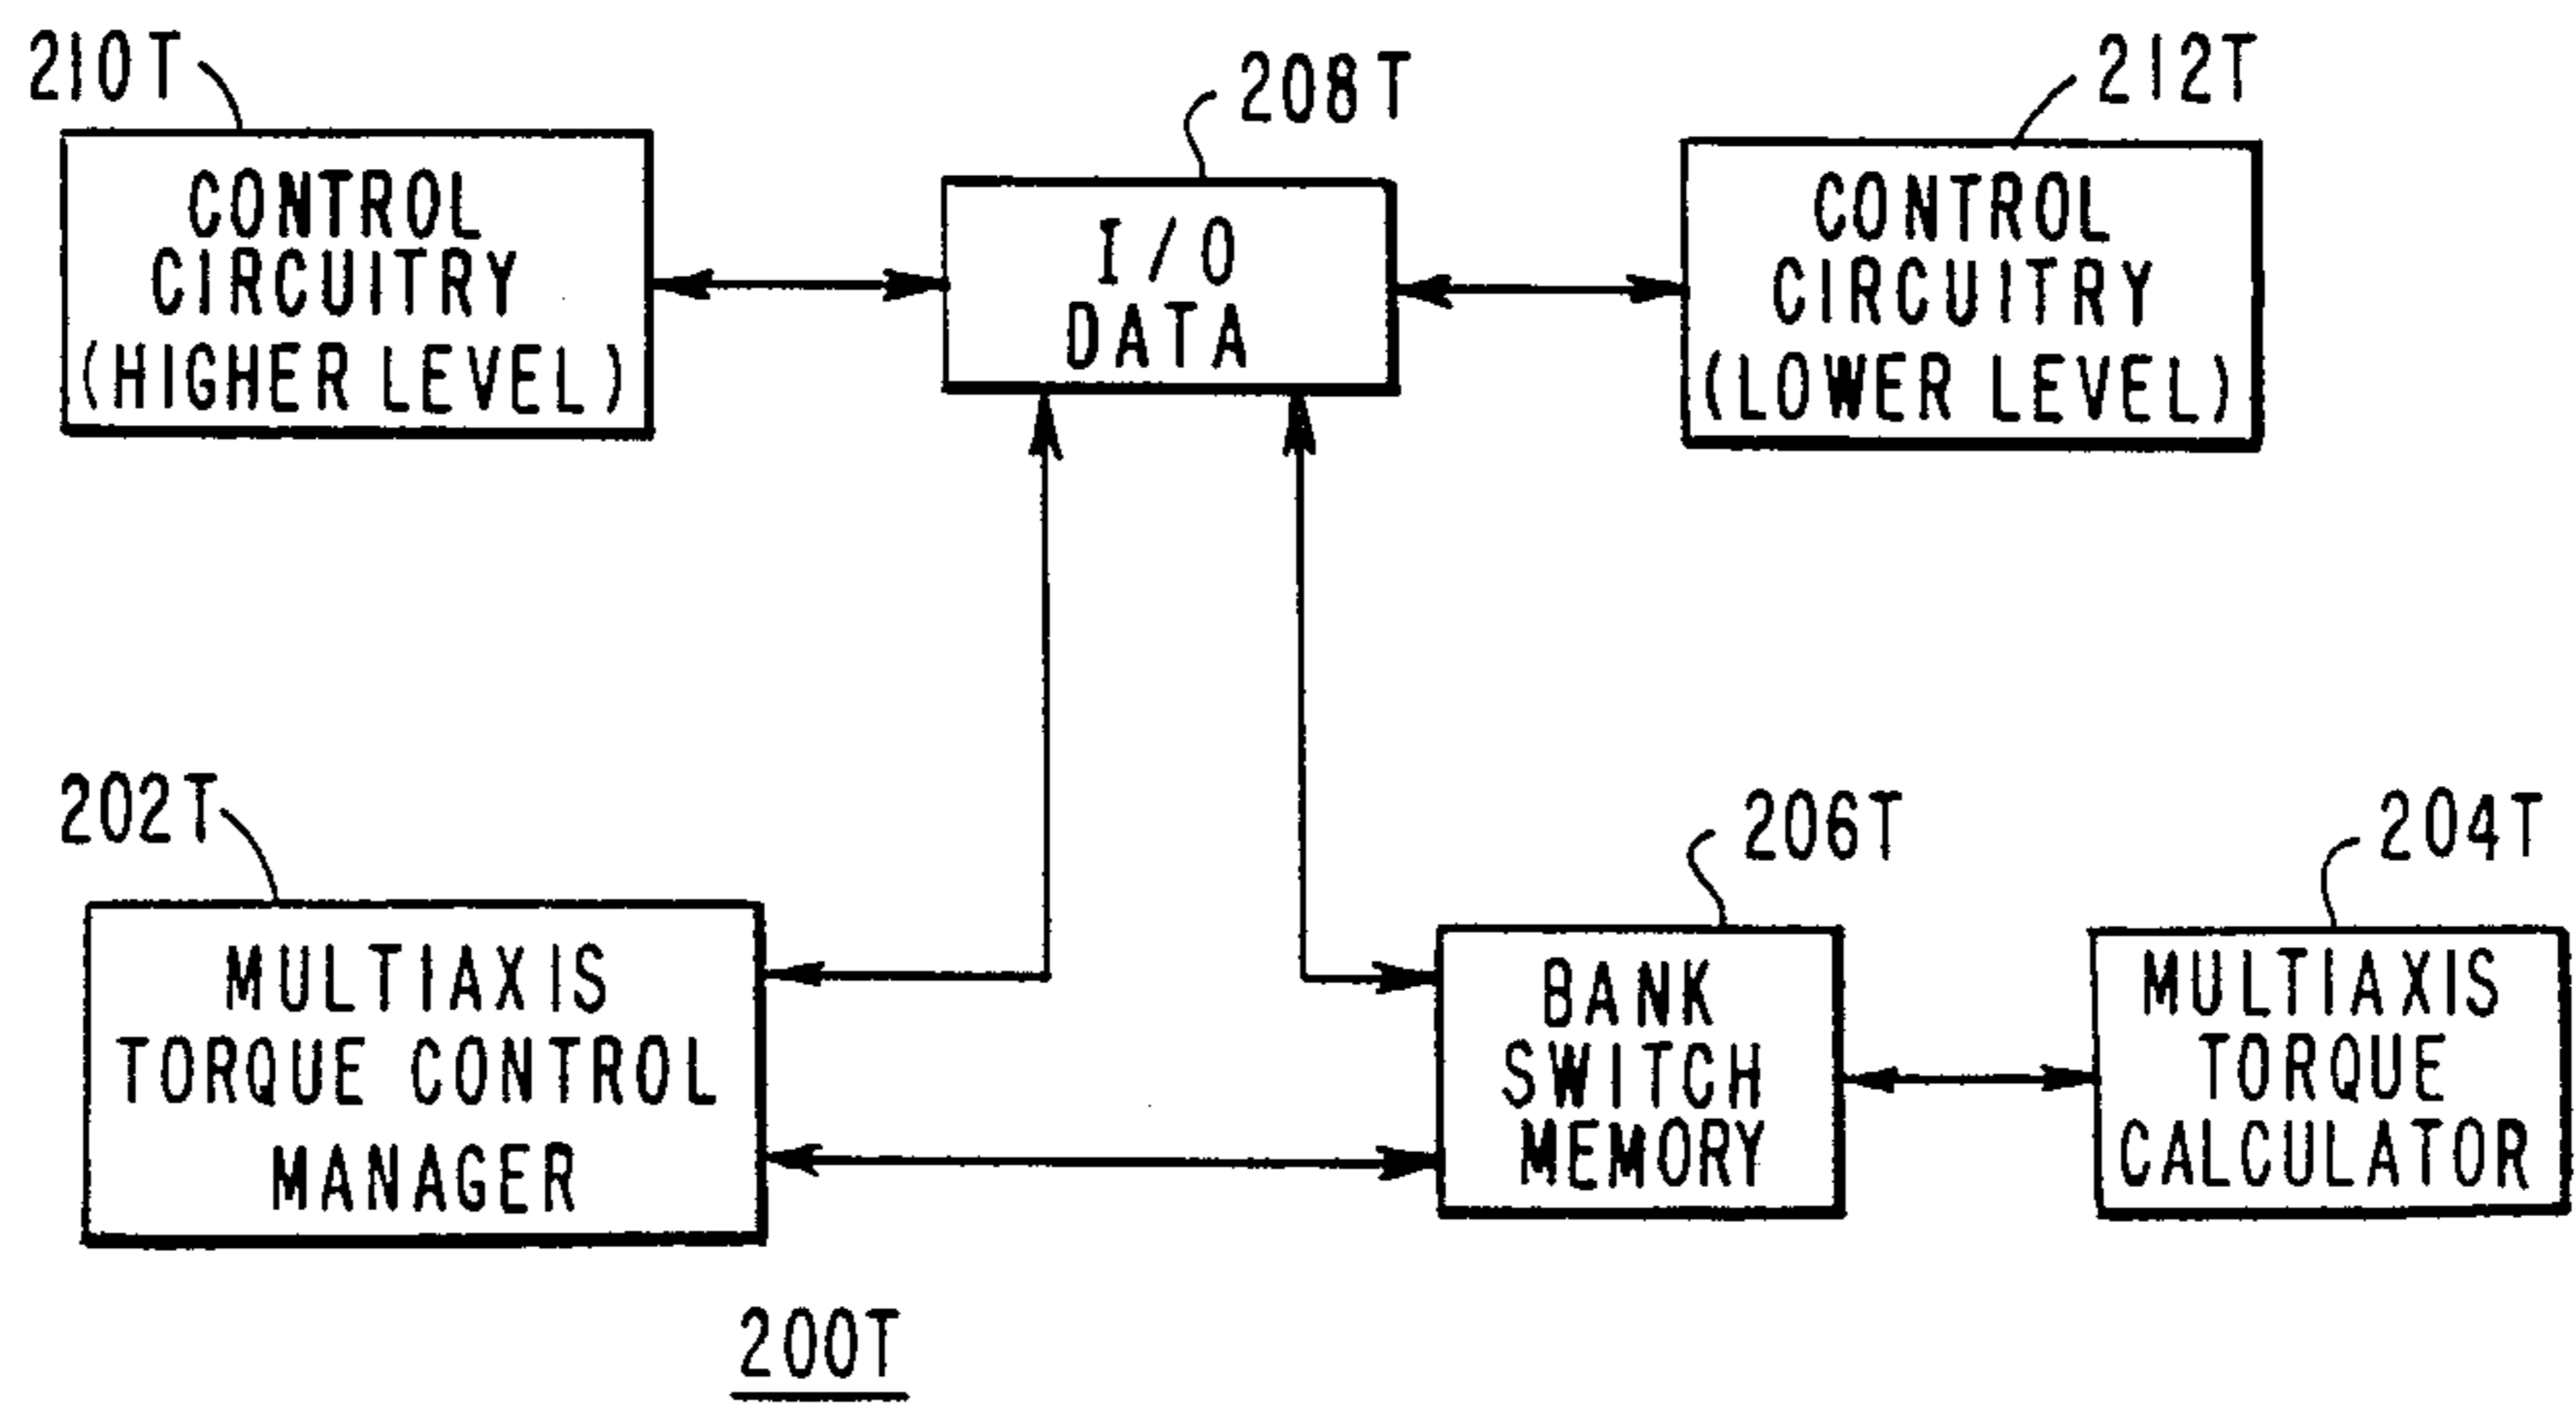 210T
208T
212T
CONTROL
CIRCUITRY
(HIGHER LEVEL)
I/O
DATA
CONTROL
CIRCUITRY
(LOWER LEVEL)
202T
206T
204T
MULTIAXIS
TORQUE CONTROL
MANAGER
BANK
SWITCH
MEMORY
MULTIAXIS
TORQUE
CALCULATOR
200T